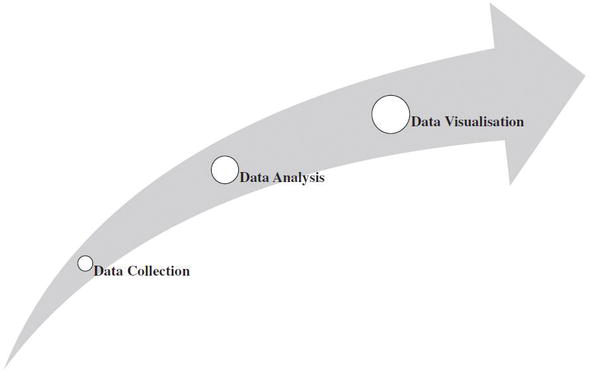 Data Visualisation
Data Analysis
Data Collection